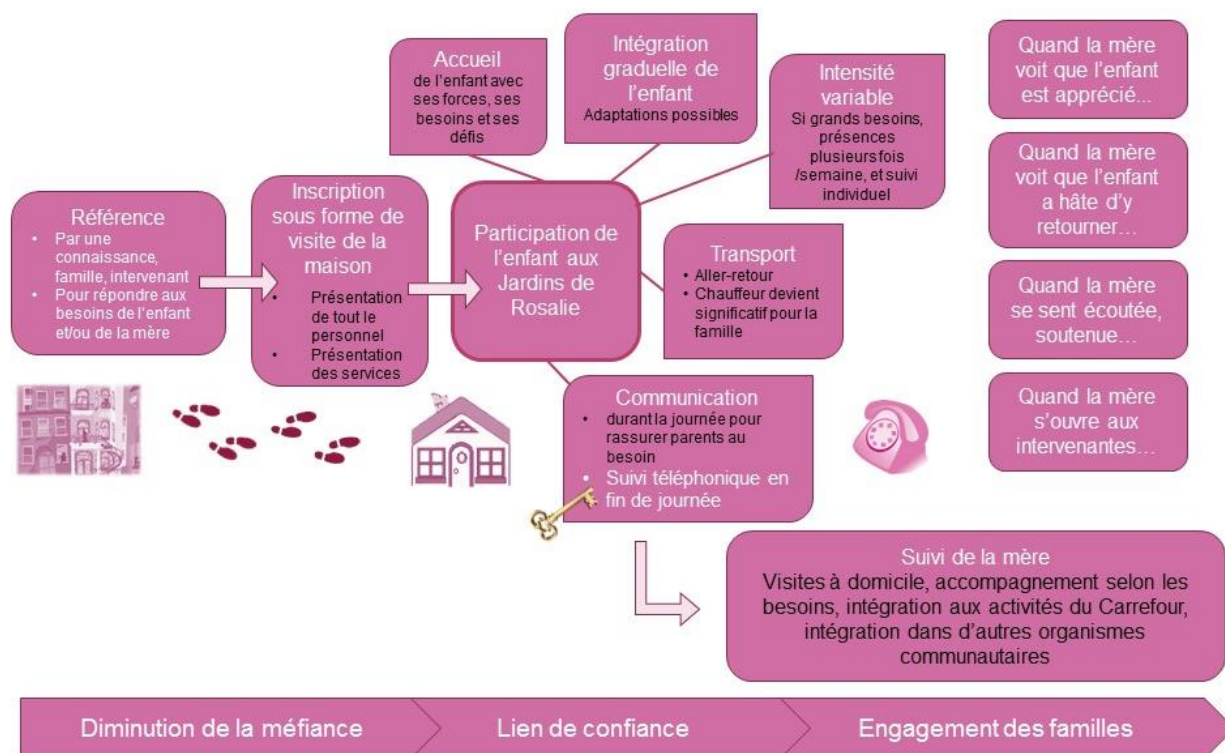 Référence
• Par une
connaissance,
famille, intervenant
• Pour répondre aux
besoins de l'enfant
et/ou de la mère
Inscription
sous forme de
visite de la
maison
• Présentation
de tout le
personnel
• Présentation
des services
Accueil
de l'enfant avec
ses forces, ses
besoins et ses
défis
Intégration
graduelle de
l'enfant
Adaptations possibles
Intensité
variable
Si grands besoins,
présences
plusieurs fois
/semaine, et suivi
individuel
Participation de
l'enfant aux
Jardins de
Rosalie
Transport
• Aller-retour
• Chauffeur devient
significatif pour la
famille
Communication
• durant la journée pour
rassurer parents au
besoin
• Suivi téléphonique en
fin de journée
Quand la mère
voit que l'enfant
est apprécié...
Quand la mère
voit que l'enfant
a hâte d'y
retourner…
Quand la mère
se sent écoutée,
soutenue…
Quand la mère
s'ouvre aux
intervenantes…
Suivi de la mère
Visites à domicile, accompagnement selon les
besoins, intégration aux activités du Carrefour,
intégration dans d'autres organismes
communautaires
Diminution de la méfiance
Lien de confiance
Engagement des familles